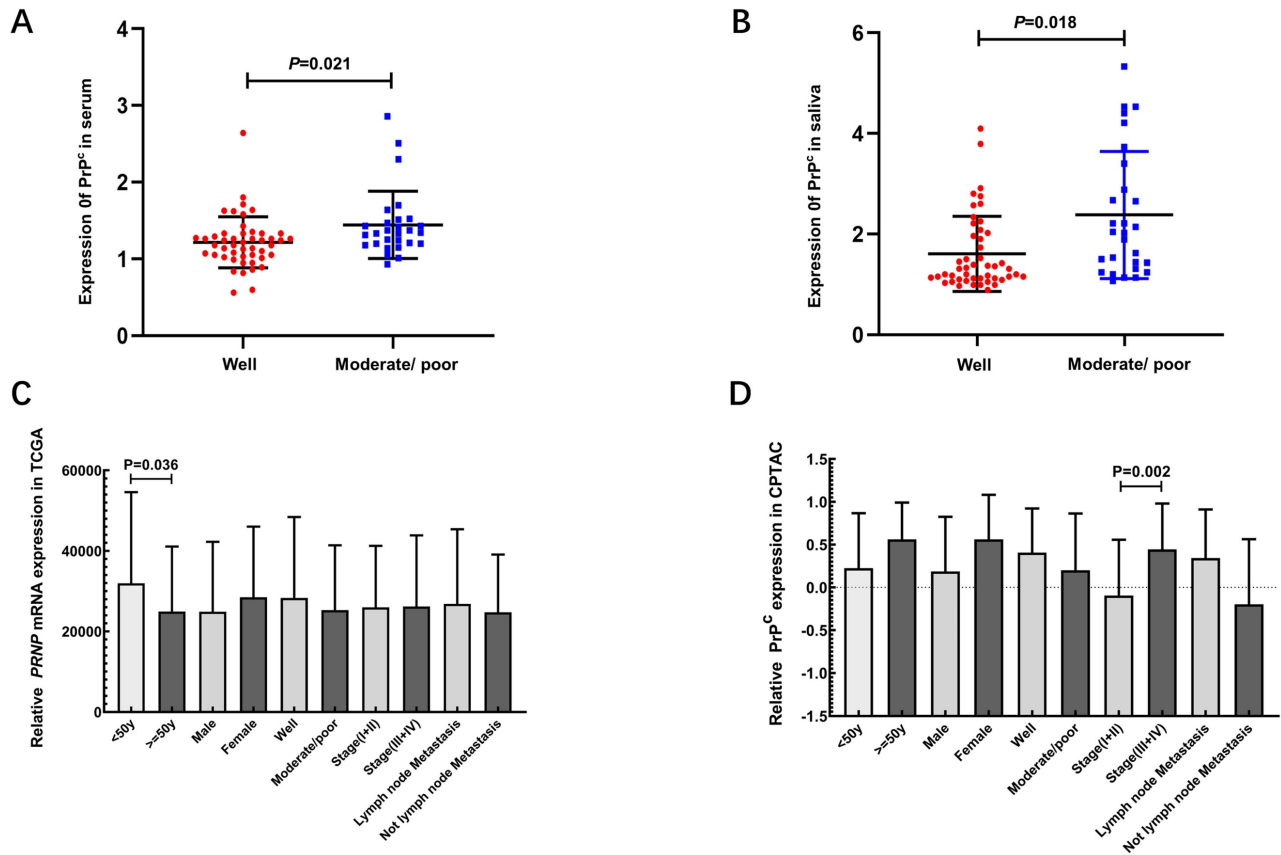 A
Expression 0f PrPᶜ in serum
4
3
2
1
0
P=0.021
Well
Moderate/ poor
B
Expression 0f PrPᶜ in saliva
6
4
2
0
P=0.018
Well
Moderate/ poor
C
Relative PRNP mRNA expression in TCGA
60000
40000
20000
0
P=0.036
<50y
>=50y
Male
Female
Well
Moderate/poor
Stage(I+II)
Stage(III+IV)
Lymph node Metastasis
Not lymph node Metastasis
D
Relative PrPᶜ expression in CPTAC
1.5
1.0
0.5
0.0
-0.5
-1.0
-1.5
P=0.002
<50y
>=50y
Male
Female
Well
Moderate/poor
Stage(I+II)
Stage(III+IV)
Lymph node Metastasis
Not lymph node Metastasis